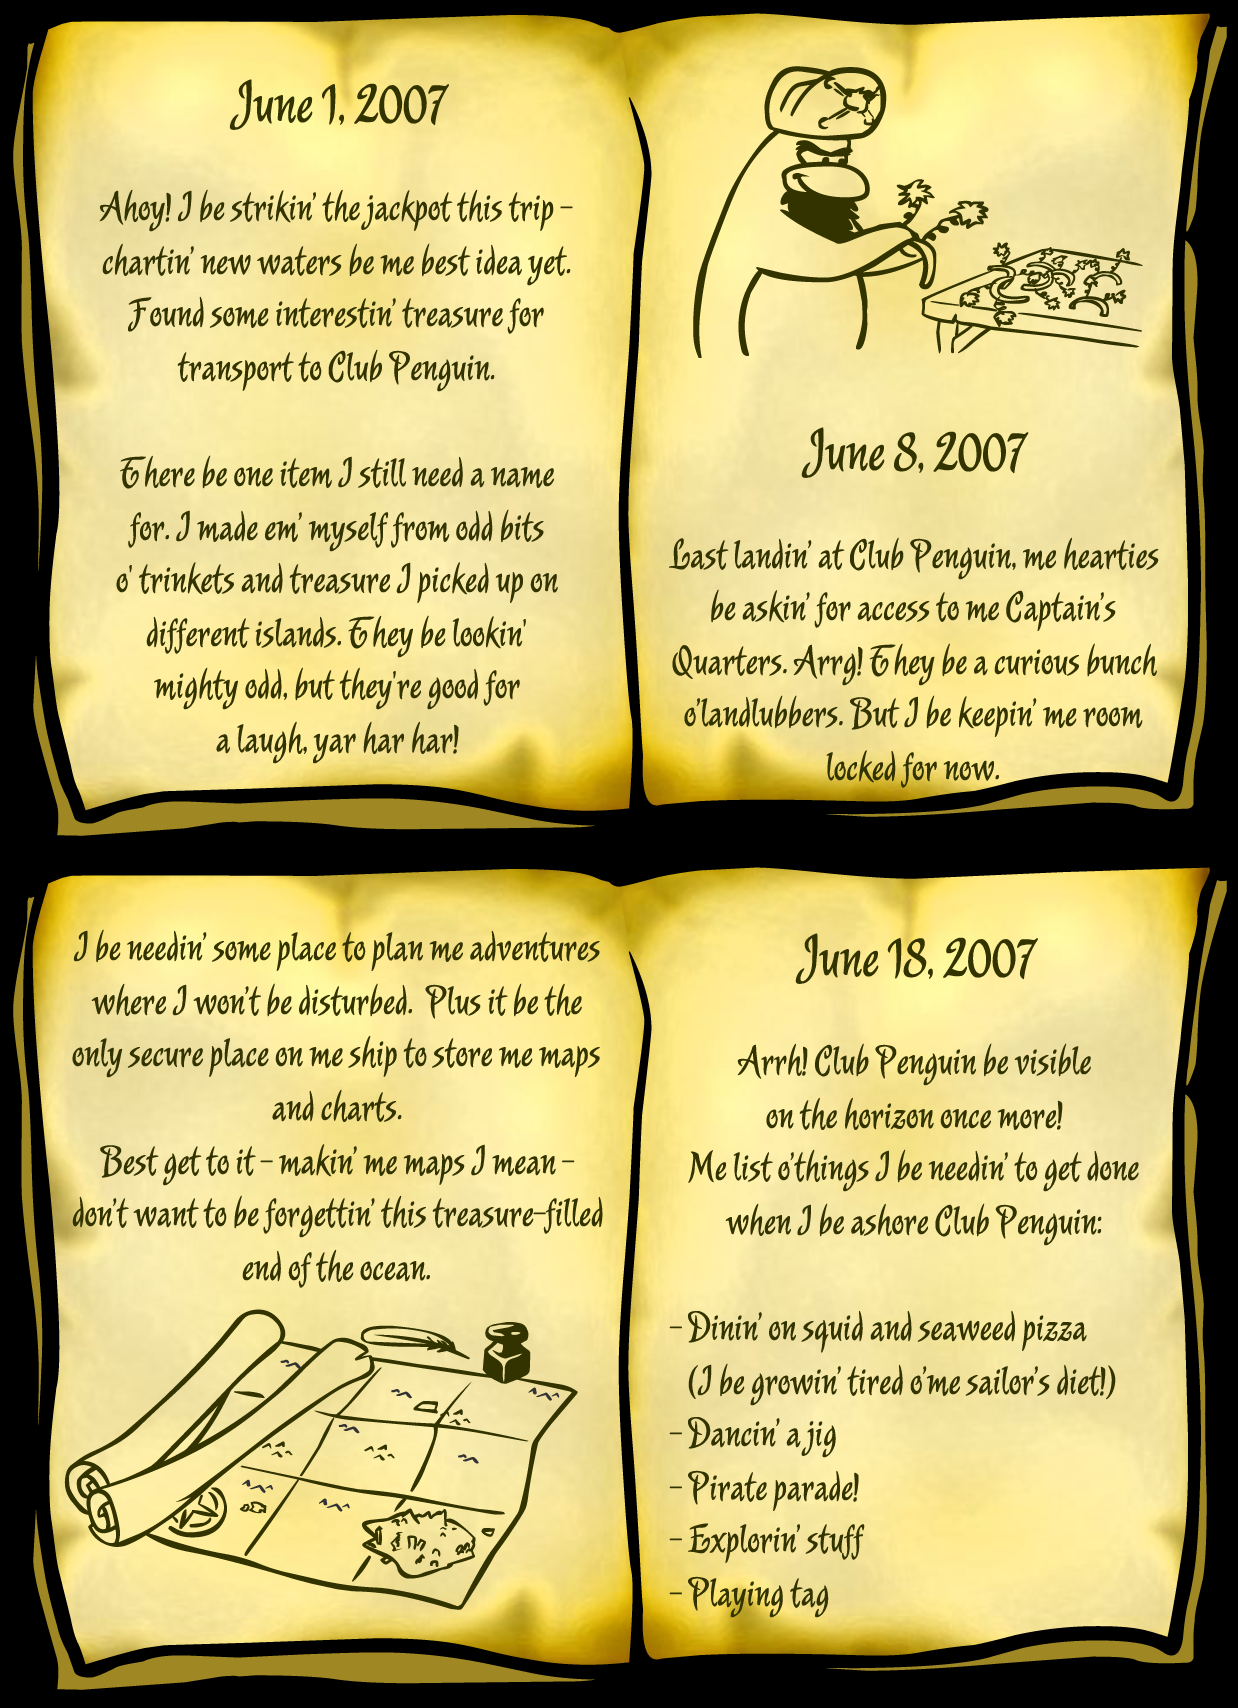 June 1, 2007
Ahoy! I be strikin' the jackpot this trip –
chartin' new waters be me best idea yet.
Found some interestin' treasure for
transport to Club Penguin.
There be one item I still need a name
for. I made em' myself from odd bits
o' trinkets and treasure I picked up on
different islands. They be lookin'
mighty odd, but they're good for
a laugh, yar har har!
June 8, 2007
Last landin' at Club Penguin, me hearties
be askin' for access to me Captain's
Quarters. Arrg! They be a curious bunch
o'landlubbers. But I be keepin' me room
locked for now.
I be needin' some place to plan me adventures
where I won't be disturbed. Plus it be the
only secure place on me ship to store me maps
and charts.
Best get to it – makin' me maps I mean –
don't want to be forgettin' this treasure-filled
end of the ocean.
June 18, 2007
Arrh! Club Penguin be visible
on the horizon once more!
Me list o'things I be needin' to get done
when I be ashore Club Penguin:
– Dinin' on squid and seaweed pizza
(I be growin' tired o'me sailor's diet!)
– Dancin' a jig
– Pirate parade!
– Explorin' stuff
– Playing tag